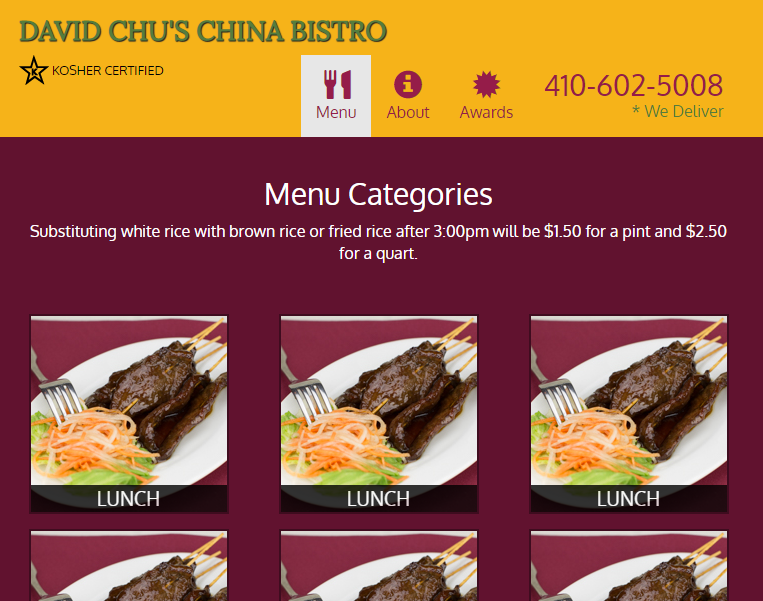 DAVID CHU'S CHINA BISTRO
K KOSHER CERTIFIED
Menu
About
Awards
410-602-5008
* We Deliver
Menu Categories
Substituting white rice with brown rice or fried rice after 3:00pm will be $1.50 for a pint and $2.50
for a quart.
LUNCH
LUNCH
LUNCH